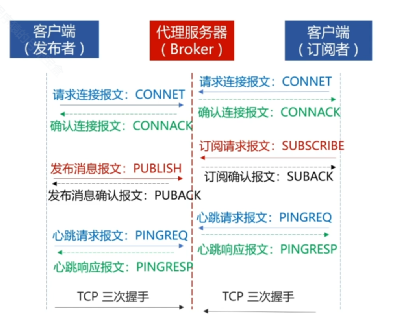 客户端
（发布者）
代理服务器
（Broker）
客户端
（订阅者）
请求连接报文：CONNET
请求连接报文：CONNET
确认连接报文：CONNACK
确认连接报文：CONNACK
订阅请求报文：SUBSCRIBE
发布消息报文：PUBLISH
订阅确认报文：SUBACK
发布消息确认报文：PUBACK
心跳请求报文：PINGREQ
心跳请求报文：PINGREQ
心跳响应报文：PINGRESP
心跳响应报文：PINGRESP
TCP 三次握手
TCP 三次握手